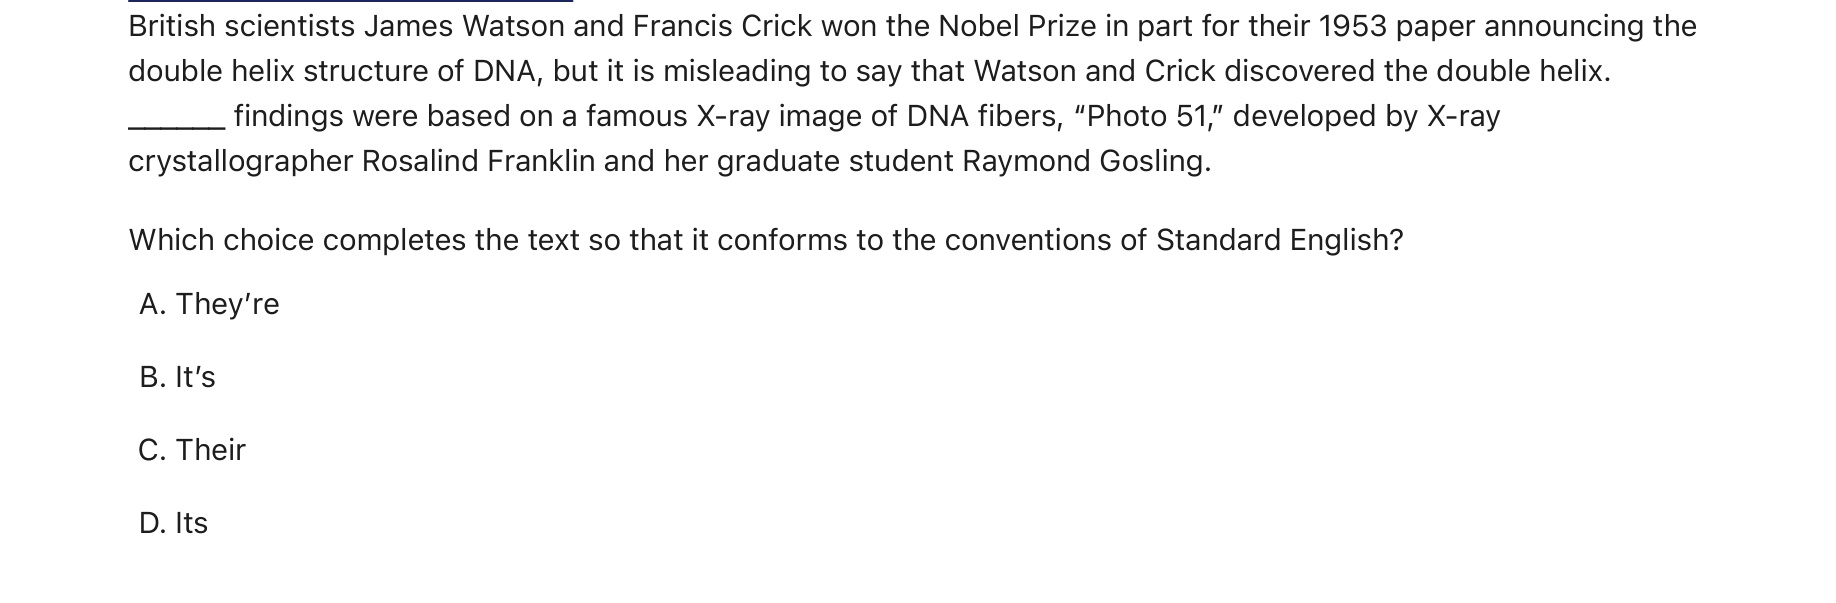 British scientists James Watson and Francis Crick won the Nobel Prize in part for their 1953 paper announcing the
double helix structure of DNA, but it is misleading to say that Watson and Crick discovered the double helix.
______ findings were based on a famous X-ray image of DNA fibers, “Photo 51,” developed by X-ray
crystallographer Rosalind Franklin and her graduate student Raymond Gosling.
Which choice completes the text so that it conforms to the conventions of Standard English?
A. They’re
B. It’s
C. Their
D. Its